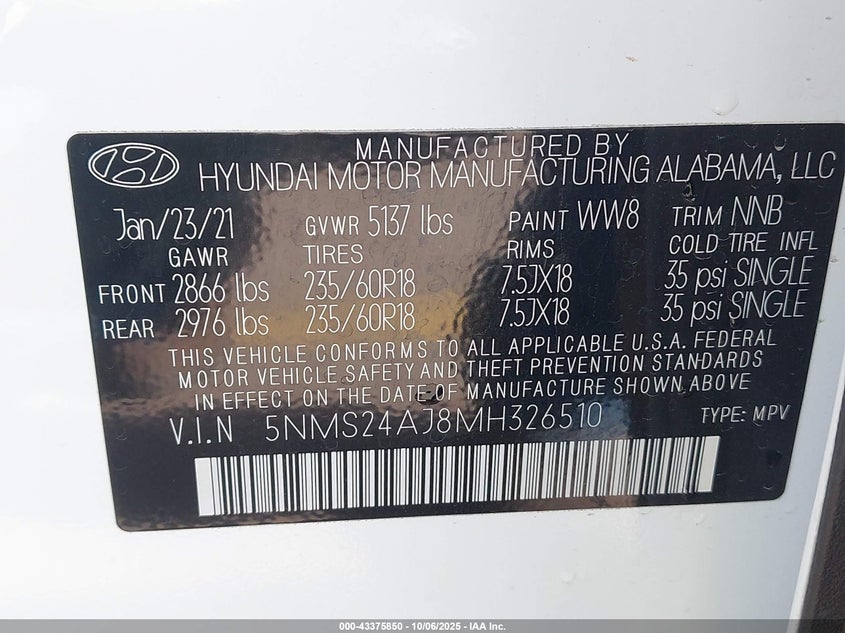 MANUFACTURED BY
HYUNDAI MOTOR MANUFACTURING ALABAMA, LLC
Jan/23/21 GVWR 5137 lbs PAINT WW8 TRIM NNB
GAWR TIRES RIMS COLD TIRE INFL
FRONT 2866 lbs 235/60R18 7.5JX18 35 psi SINGLE
REAR 2976 lbs 235/60R18 7.5JX18 35 psi SINGLE
THIS VEHICLE CONFORMS TO ALL APPLICABLE U.S.A. FEDERAL
MOTOR VEHICLE SAFETY AND THEFT PREVENTION STANDARDS
IN EFFECT ON THE DATE OF MANUFACTURE SHOWN ABOVE
V.I.N 5NMS24AJ8MH326510 TYPE: MPV
000-43375850 - 10/06/2025 - IAA Inc.